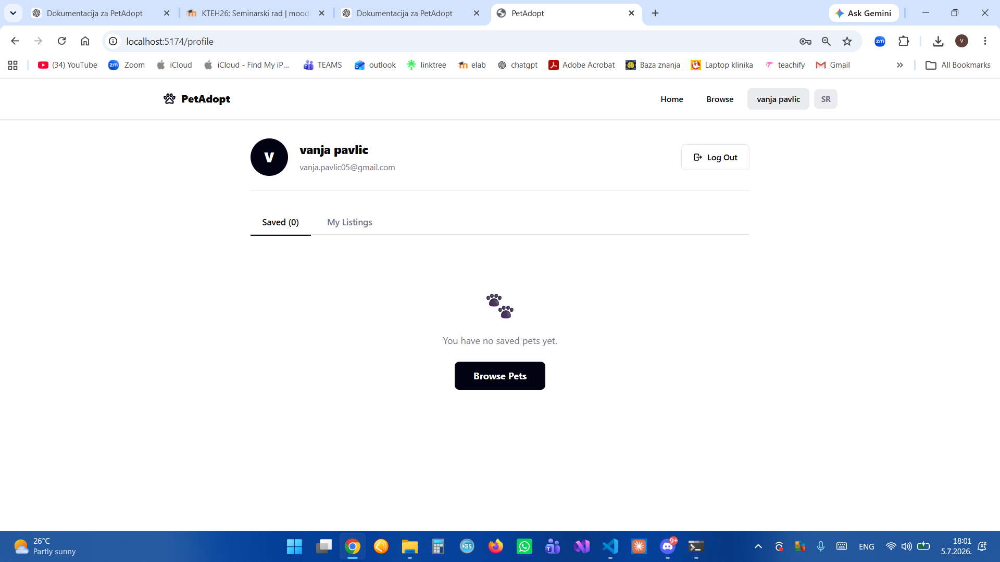 Dokumentacija za PetAdopt
KTEH26: Seminarski rad | mood
Dokumentacija za PetAdopt
PetAdopt
Ask Gemini
localhost:5174/profile
zm
V
(34) YouTube
zm Zoom
iCloud
iCloud - Find My iP...
TEAMS
outlook
linktree
elab
chatgpt
Adobe Acrobat
Baza znanja
Laptop klinika
teachify
Gmail
All Bookmarks
PetAdopt
Home
Browse
vanja pavlic
SR
V
vanja pavlic
vanja.pavlic05@gmail.com
Log Out
Saved (0)
My Listings
You have no saved pets yet.
Browse Pets
26°C
Partly sunny
9+
ENG
18:01
5.7.2026.